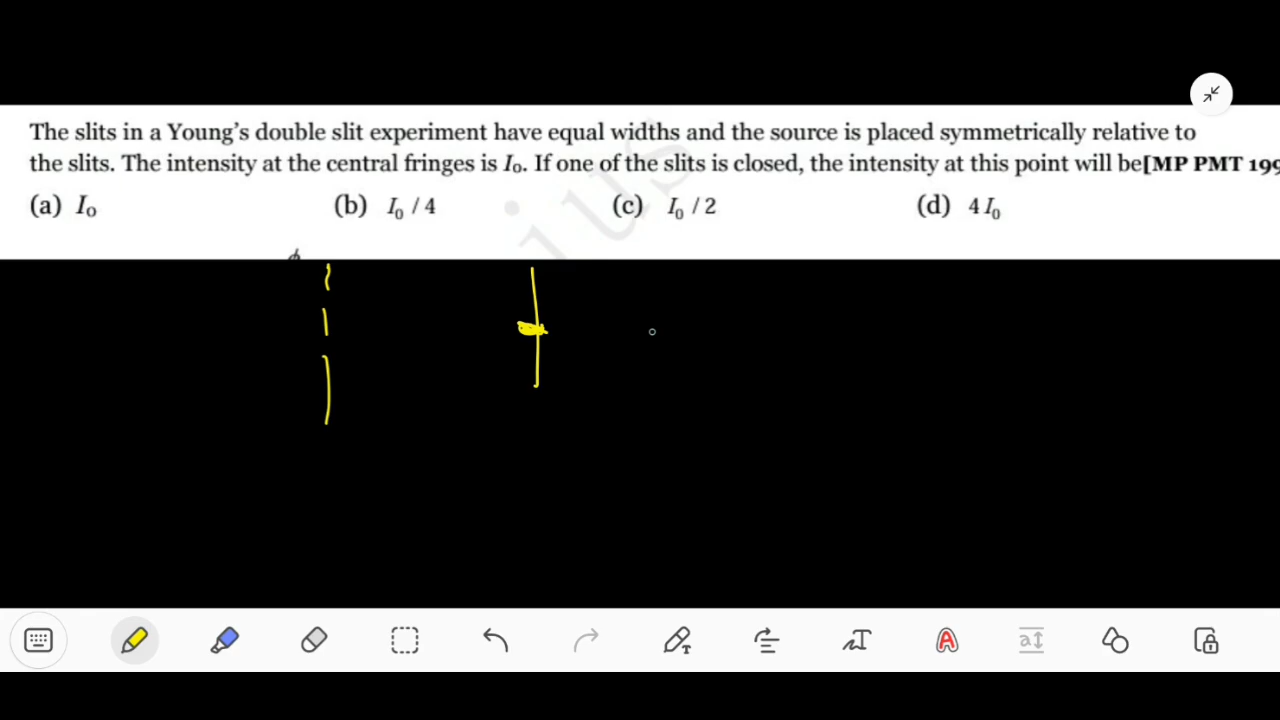 The slits in a Young's double slit experiment have equal widths and the source is placed symmetrically relative to
the slits. The intensity at the central fringes is I₀. If one of the slits is closed, the intensity at this point will be[MP PMT 199
(a) I₀ (b) I₀ / 4 (c) I₀ / 2 (d) 4 I₀